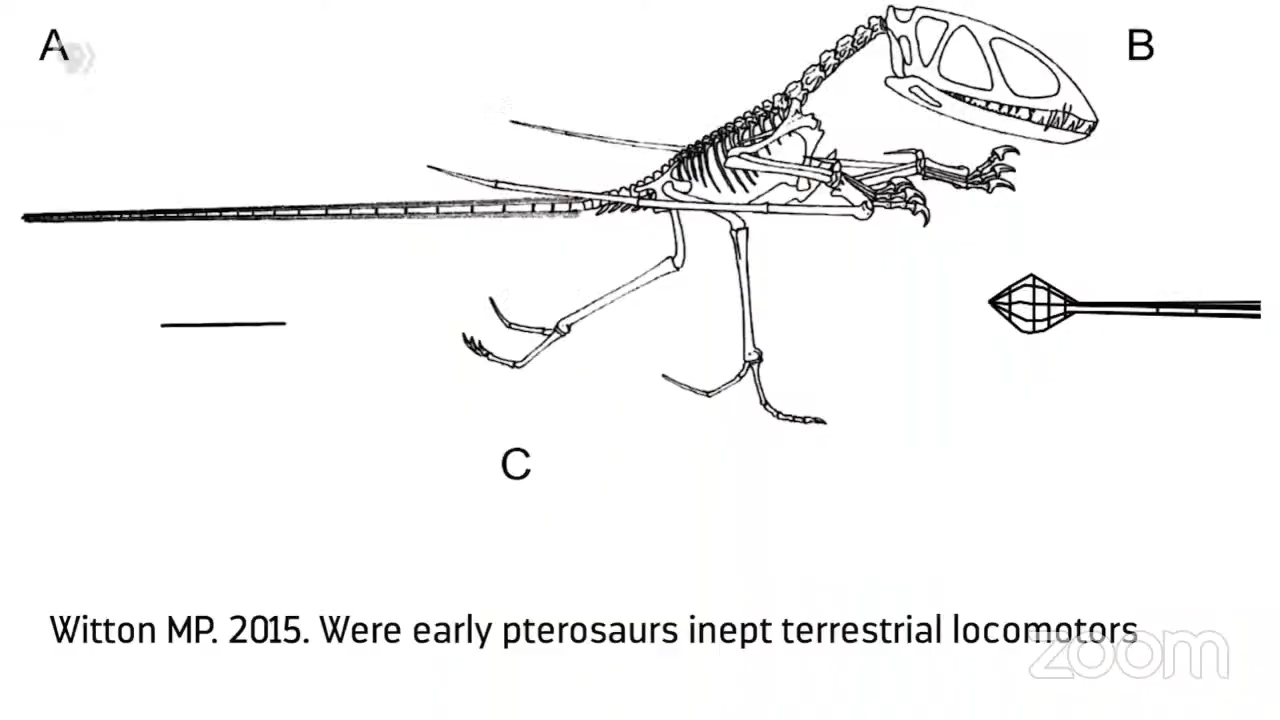 A
B
C
Witton MP. 2015. Were early pterosaurs inept terrestrial locomotors
zoom